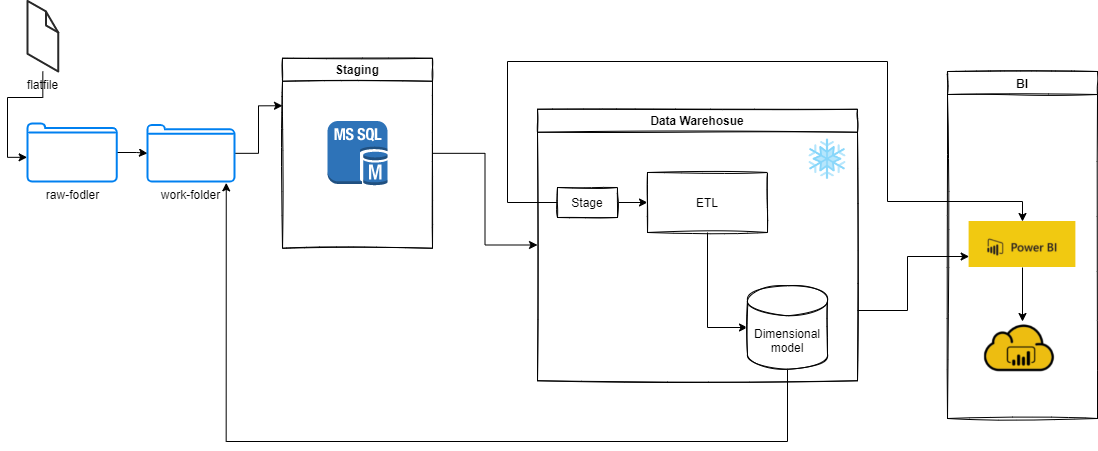 flatfile
raw-fodler
work-folder
Staging
MS SQL
M
Data Warehosue
Stage
ETL
Dimensional
model
BI
Power BI